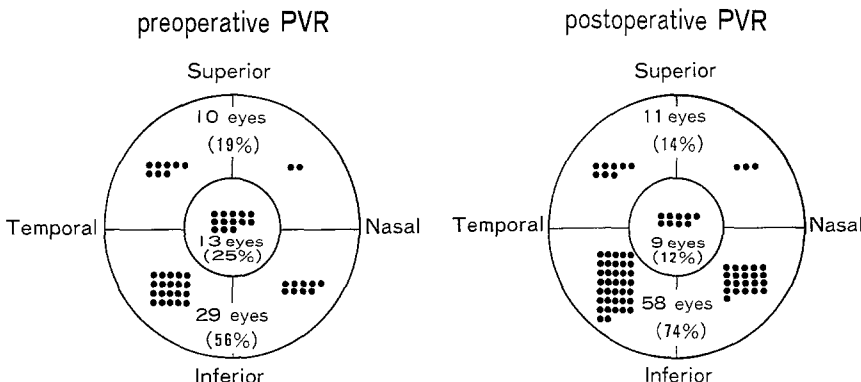 preoperative PVR
Superior
10 eyes
(19%)
Temporal
Nasal
13 eyes
(25%)
29 eyes
(56%)
Inferior
postoperative PVR
Superior
11 eyes
(14%)
Temporal
Nasal
9 eyes
(12%)
58 eyes
(74%)
Inferior